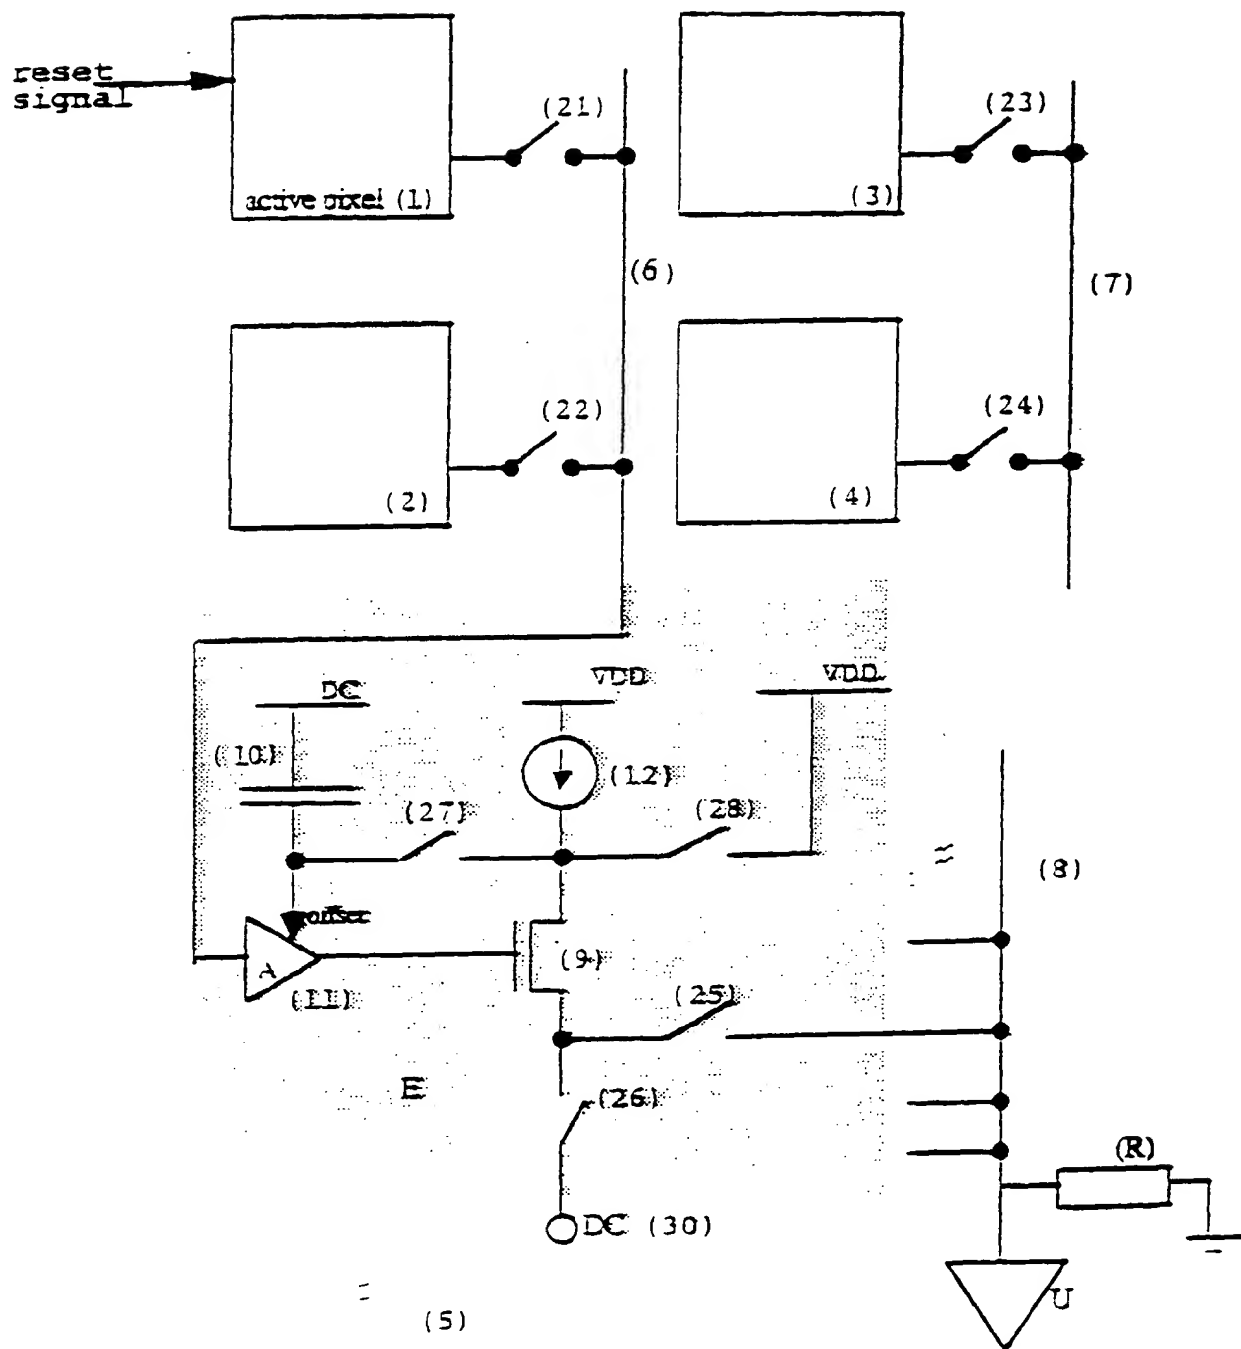 reset
signal
(21)
(23)
active pixel (1)
(3)
(6)
(7)
(22)
(24)
(2)
(4)
DC
VDD
VDD
(10)
(12)
(27)
(28)
(8)
A
(11)
(9)
(25)
E
(26)
(R)
DC (30)
U
(5)